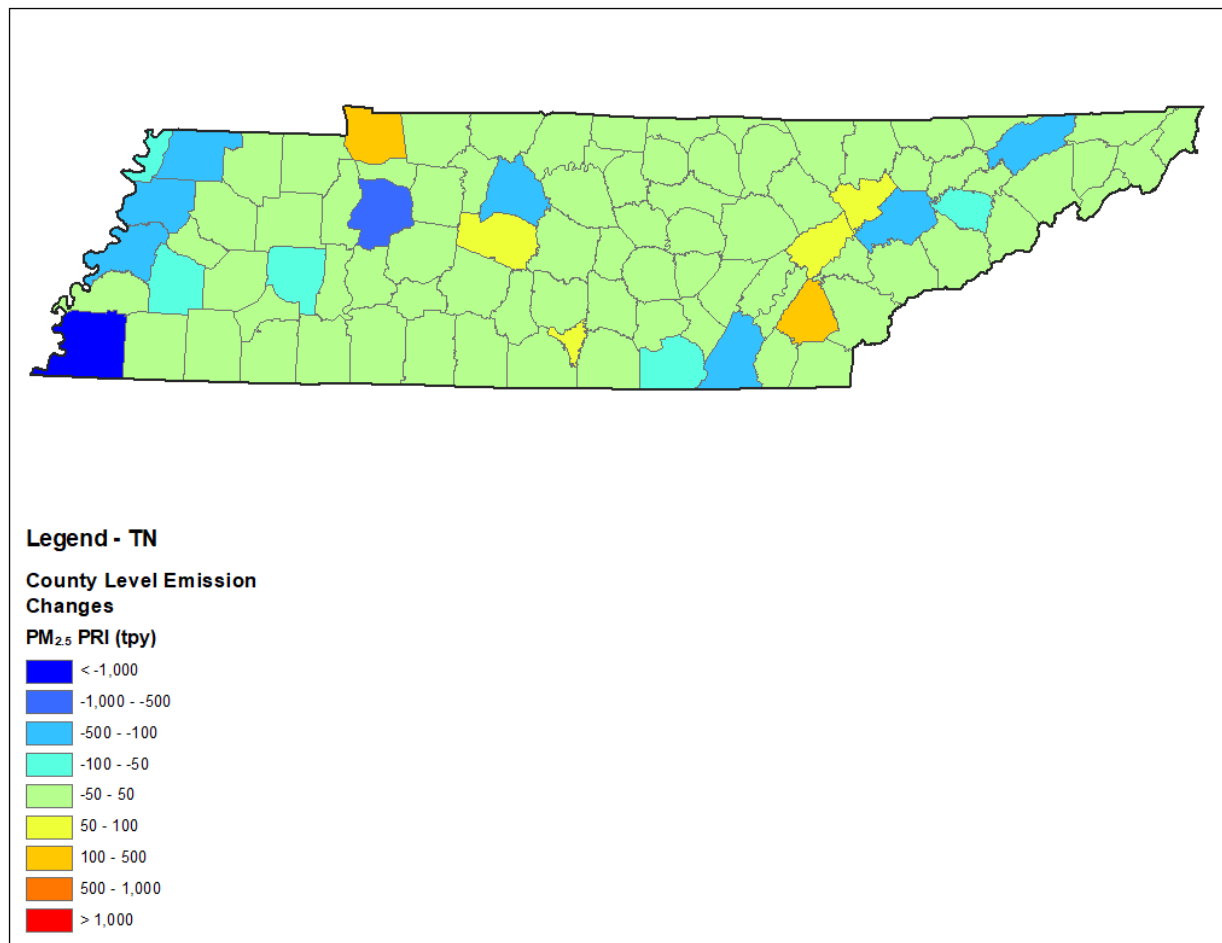 Legend - TN
County Level Emission
Changes
PM₂.₅ PRI (tpy)
< -1,000
-1,000 - -500
-500 - -100
-100 - -50
-50 - 50
50 - 100
100 - 500
500 - 1,000
> 1,000